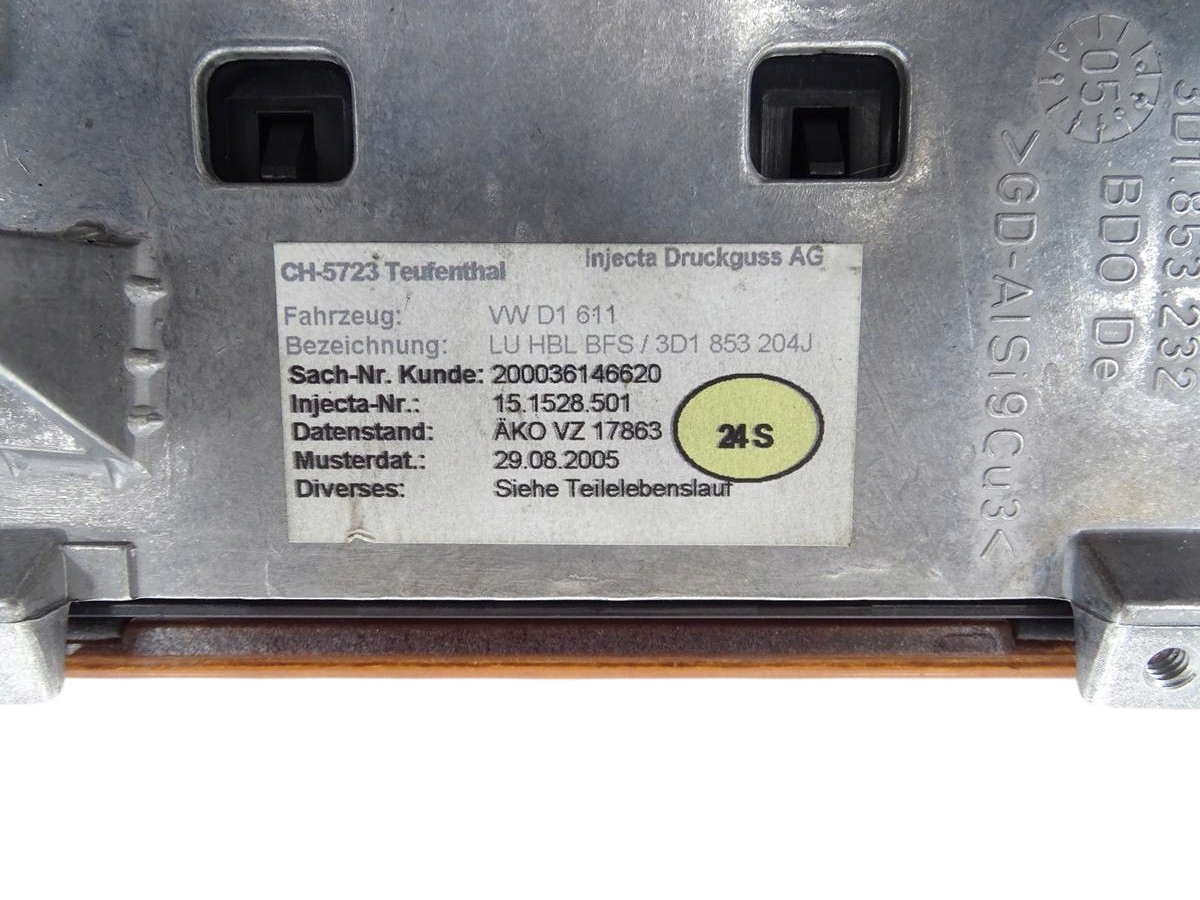 CH-5723 Teufenthal
Injecta Druckguss AG
Fahrzeug: VW D1 611
Bezeichnung: LU HBL BFS / 3D1 853 204J
Sach-Nr. Kunde: 200036146620
Injecta-Nr.: 15.1528.501
Datenstand: ÄKO VZ 17863
Musterdat.: 29.08.2005
Diverses: Siehe Teilelebenslauf
24 S
05
3D1.853.232
BDO De
>GD-AlSi9Cu3<